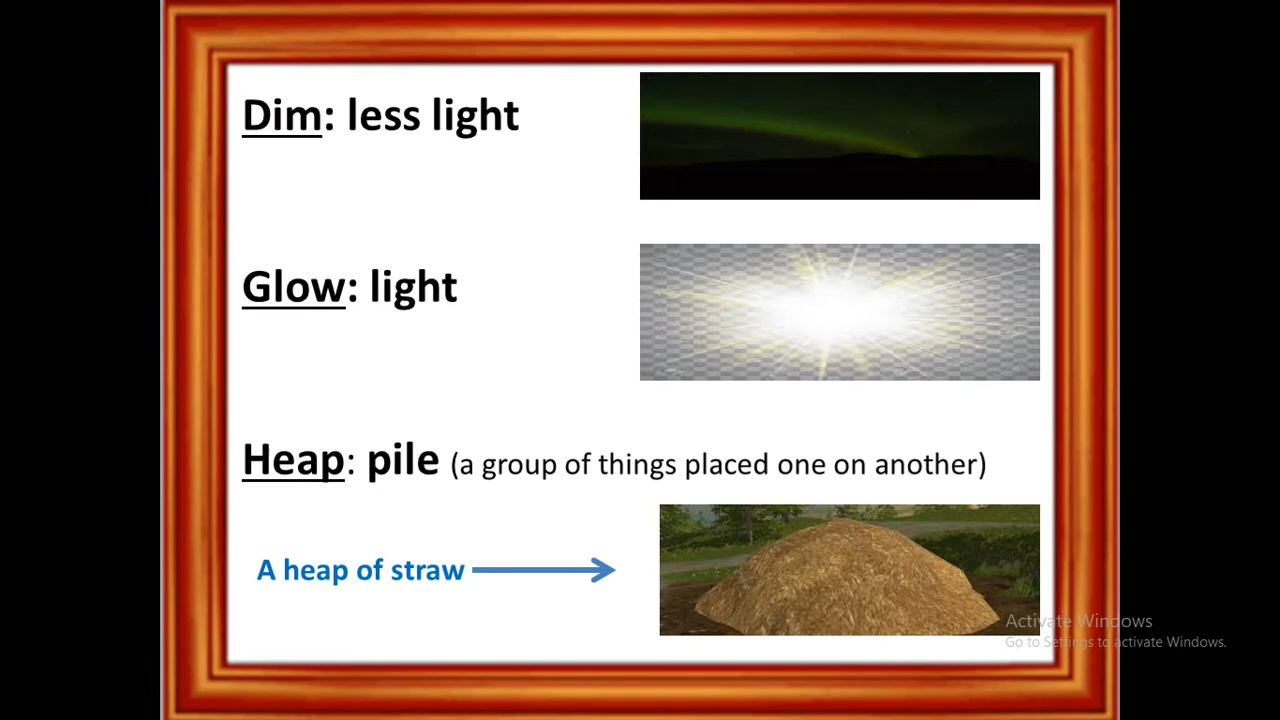 Dim: less light
Glow: light
Heap: pile (a group of things placed one on another)
A heap of straw
Activate Windows
Go to Settings to activate Windows.